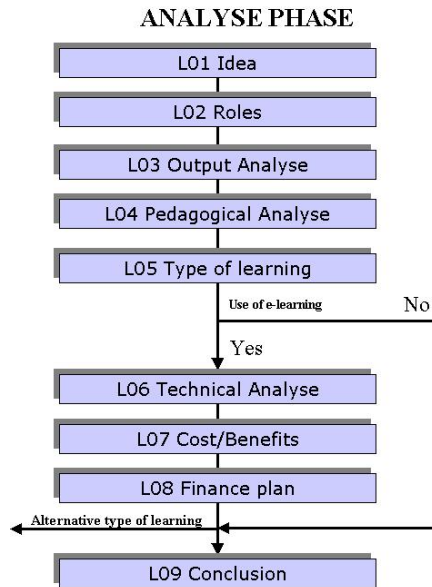 ANALYSE PHASE
L01 Idea
L02 Roles
L03 Output Analyse
L04 Pedagogical Analyse
L05 Type of learning
Use of e-learning
No
Yes
L06 Technical Analyse
L07 Cost/Benefits
L08 Finance plan
Alternative type of learning
L09 Conclusion